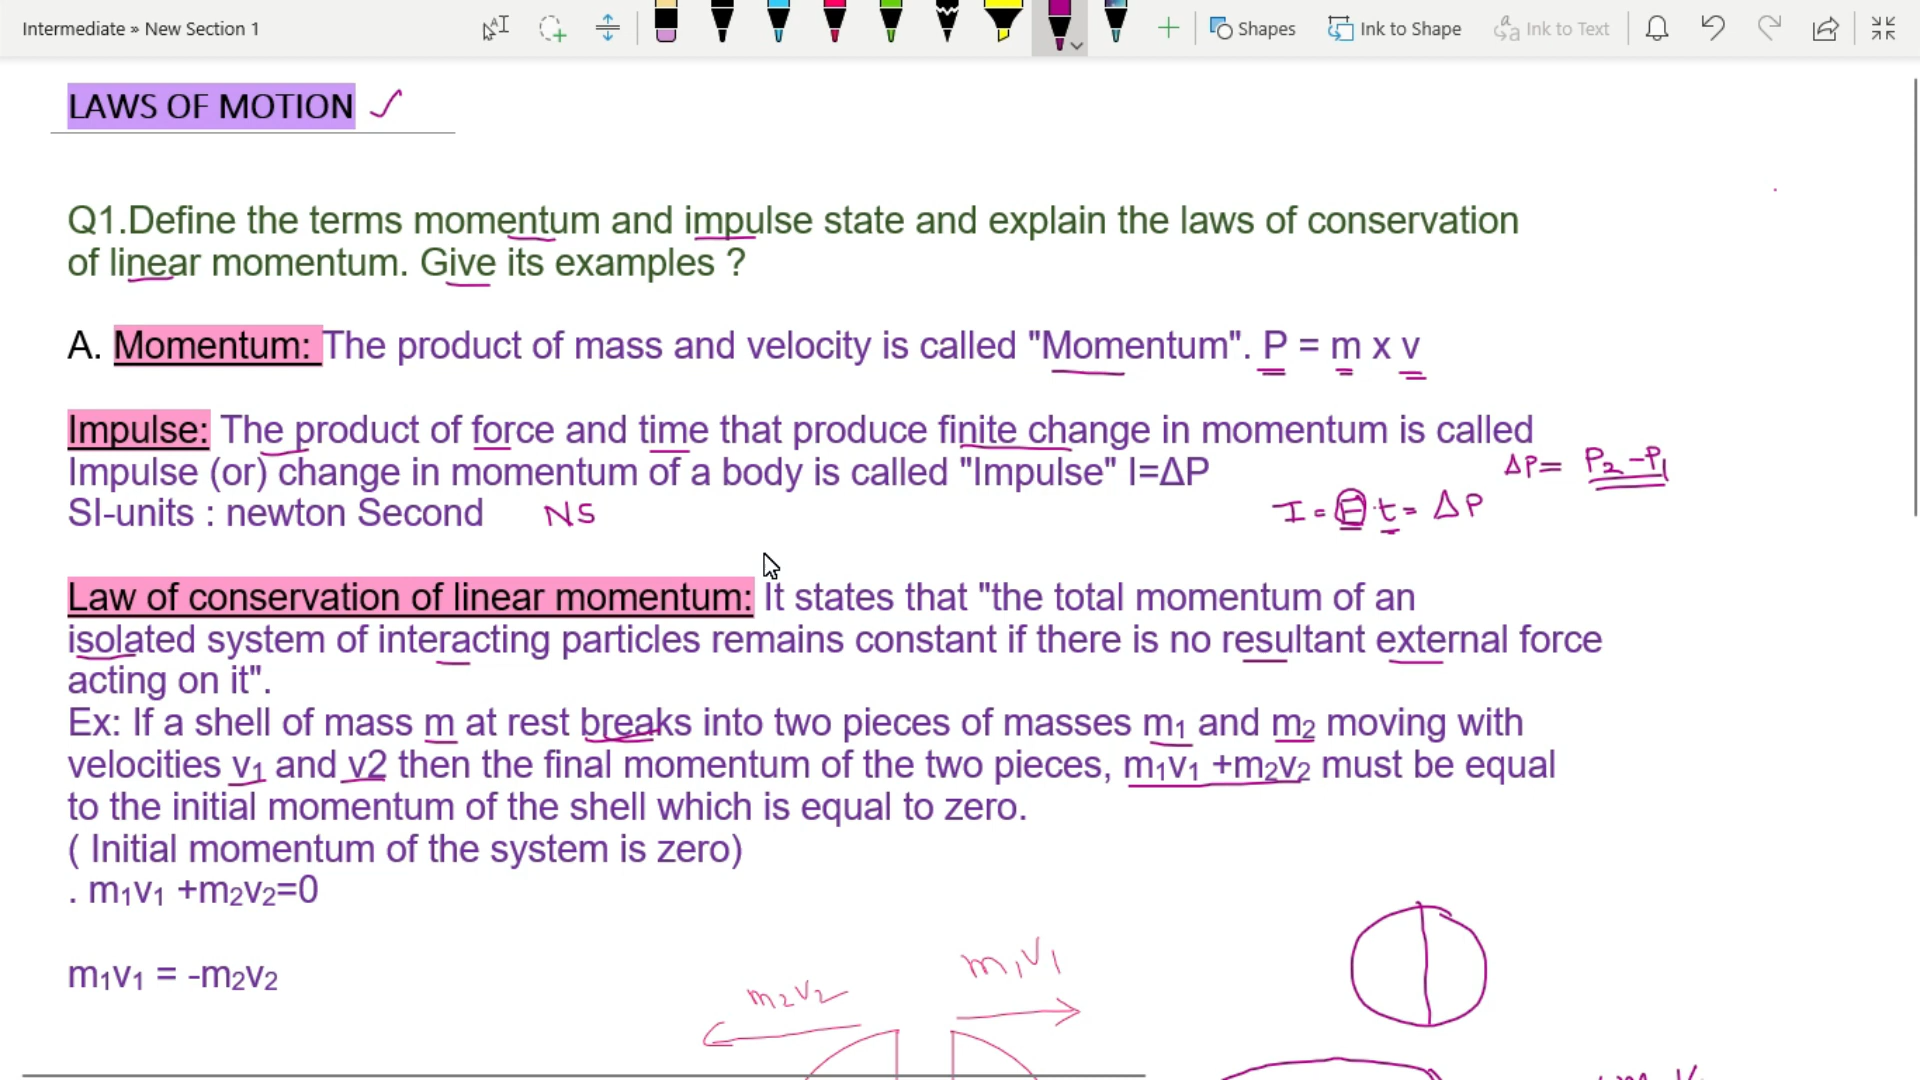 Intermediate » New Section 1
Shapes
Ink to Shape
Ink to Text
LAWS OF MOTION
Q1.Define the terms momentum and impulse state and explain the laws of conservation
of linear momentum. Give its examples ?
A. Momentum: The product of mass and velocity is called "Momentum". P = m x v
Impulse: The product of force and time that produce finite change in momentum is called
Impulse (or) change in momentum of a body is called "Impulse" I=ΔP
ΔP= P₂-P₁
SI-units : newton Second NS
I = F·t = ΔP
Law of conservation of linear momentum: It states that "the total momentum of an
isolated system of interacting particles remains constant if there is no resultant external force
acting on it".
Ex: If a shell of mass m at rest breaks into two pieces of masses m₁ and m₂ moving with
velocities v₁ and v2 then the final momentum of the two pieces, m₁v₁ +m₂v₂ must be equal
to the initial momentum of the shell which is equal to zero.
( Initial momentum of the system is zero)
. m₁v₁ +m₂v₂=0
m₁v₁ = -m₂v₂
m₂v₂
m₁v₁